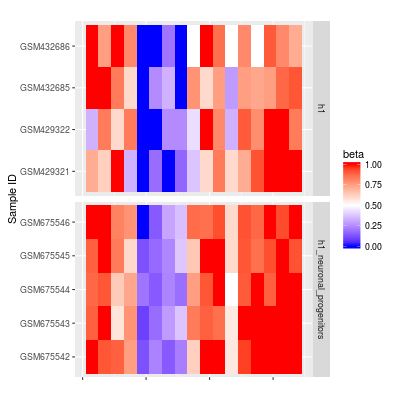 GSM432686
GSM432685
GSM429322
GSM429321
h1
GSM675546
GSM675545
GSM675544
GSM675543
GSM675542
h1_neuronal_progenitors
Sample ID
beta
1.00
0.75
0.50
0.25
0.00